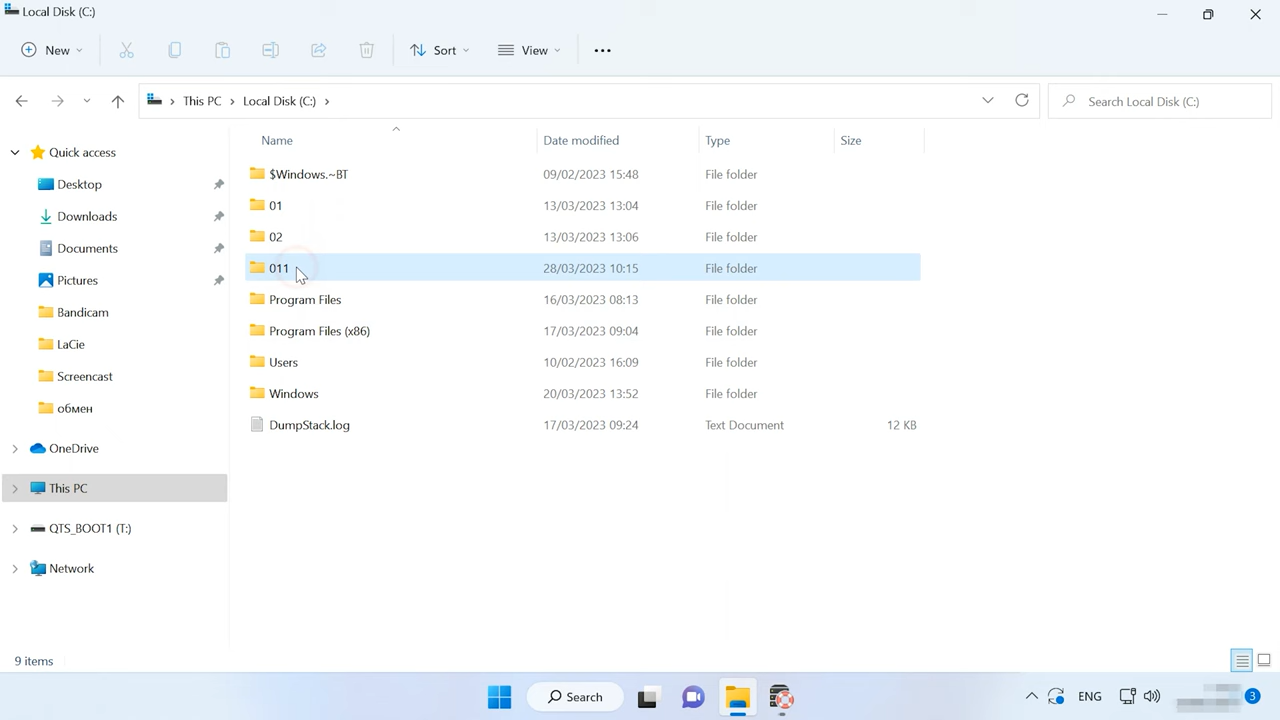 Local Disk (C:)
New Sort View
This PC Local Disk (C:) Search Local Disk (C:)
Name Date modified Type Size
Quick access
Desktop
Downloads
Documents
Pictures
Bandicam
LaCie
Screencast
обмен
OneDrive
This PC
QTS_BOOT1 (T:)
Network
$Windows.~BT 09/02/2023 15:48 File folder
01 13/03/2023 13:04 File folder
02 13/03/2023 13:06 File folder
011 28/03/2023 10:15 File folder
Program Files 16/03/2023 08:13 File folder
Program Files (x86) 17/03/2023 09:04 File folder
Users 10/02/2023 16:09 File folder
Windows 20/03/2023 13:52 File folder
DumpStack.log 17/03/2023 09:24 Text Document 12 KB
9 items
Search ENG 3